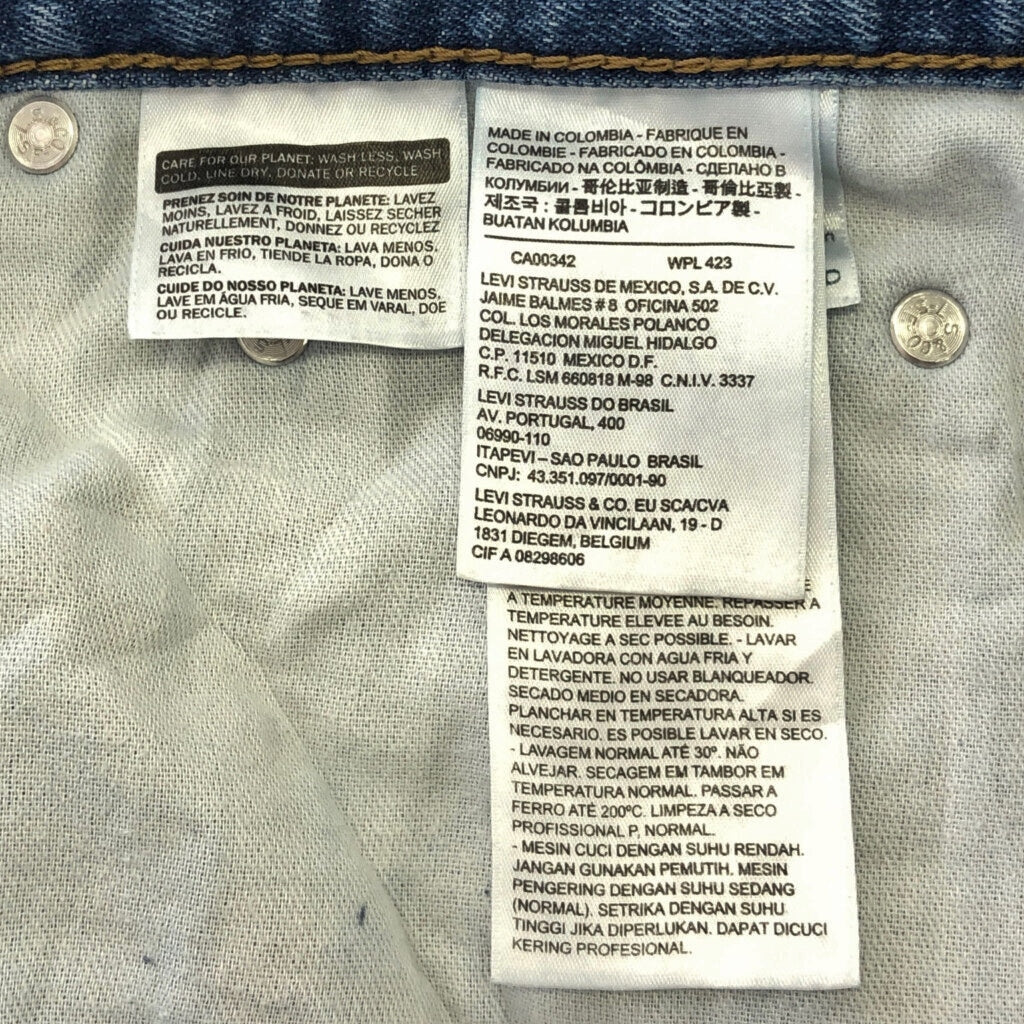 CARE FOR OUR PLANET: WASH LESS, WASH
COLD, LINE DRY, DONATE OR RECYCLE
PRENEZ SOIN DE NOTRE PLANETE: LAVEZ
MOINS, LAVEZ A FROID, LAISSEZ SECHER
NATURELLEMENT, DONNEZ OU RECYCLEZ
CUIDA NUESTRO PLANETA: LAVA MENOS,
LAVA EN FRIO, TIENDE LA ROPA, DONA O
RECICLA.
CUIDE DO NOSSO PLANETA: LAVE MENOS,
LAVE EM ÁGUA FRIA, SEQUE EM VARAL, DOE
OU RECICLE.
MADE IN COLOMBIA - FABRIQUE EN
COLOMBIE - FABRICADO EN COLOMBIA -
FABRICADO NA COLÔMBIA - СДЕЛАНО В
КОЛУМБИИ - 哥伦比亚制造 - 哥倫比亞製 -
제조국 : 콜롬비아 - コロンビア製 -
BUATAN KOLUMBIA
CA00342 WPL 423
LEVI STRAUSS DE MEXICO, S.A. DE C.V.
JAIME BALMES # 8 OFICINA 502
COL. LOS MORALES POLANCO
DELEGACION MIGUEL HIDALGO
C.P. 11510 MEXICO D.F.
R.F.C. LSM 660818 M-98 C.N.I.V. 3337
LEVI STRAUSS DO BRASIL
AV. PORTUGAL, 400
06990-110
ITAPEVI – SAO PAULO BRASIL
CNPJ: 43.351.097/0001-90
LEVI STRAUSS & CO. EU SCA/CVA
LEONARDO DA VINCILAAN, 19 - D
1831 DIEGEM, BELGIUM
CIF A 08298606
A TEMPERATURE MOYENNE. REPASSER A
TEMPERATURE ELEVEE AU BESOIN.
NETTOYAGE A SEC POSSIBLE. - LAVAR
EN LAVADORA CON AGUA FRIA Y
DETERGENTE. NO USAR BLANQUEADOR.
SECADO MEDIO EN SECADORA.
PLANCHAR EN TEMPERATURA ALTA SI ES
NECESARIO. ES POSIBLE LAVAR EN SECO.
- LAVAGEM NORMAL ATÉ 30º. NÃO
ALVEJAR. SECAGEM EM TAMBOR EM
TEMPERATURA NORMAL. PASSAR A
FERRO ATÉ 200ºC. LIMPEZA A SECO
PROFISSIONAL P, NORMAL.
- MESIN CUCI DENGAN SUHU RENDAH.
JANGAN GUNAKAN PEMUTIH. MESIN
PENGERING DENGAN SUHU SEDANG
(NORMAL). SETRIKA DENGAN SUHU
TINGGI JIKA DIPERLUKAN. DAPAT DICUCI
KERING PROFESIONAL.